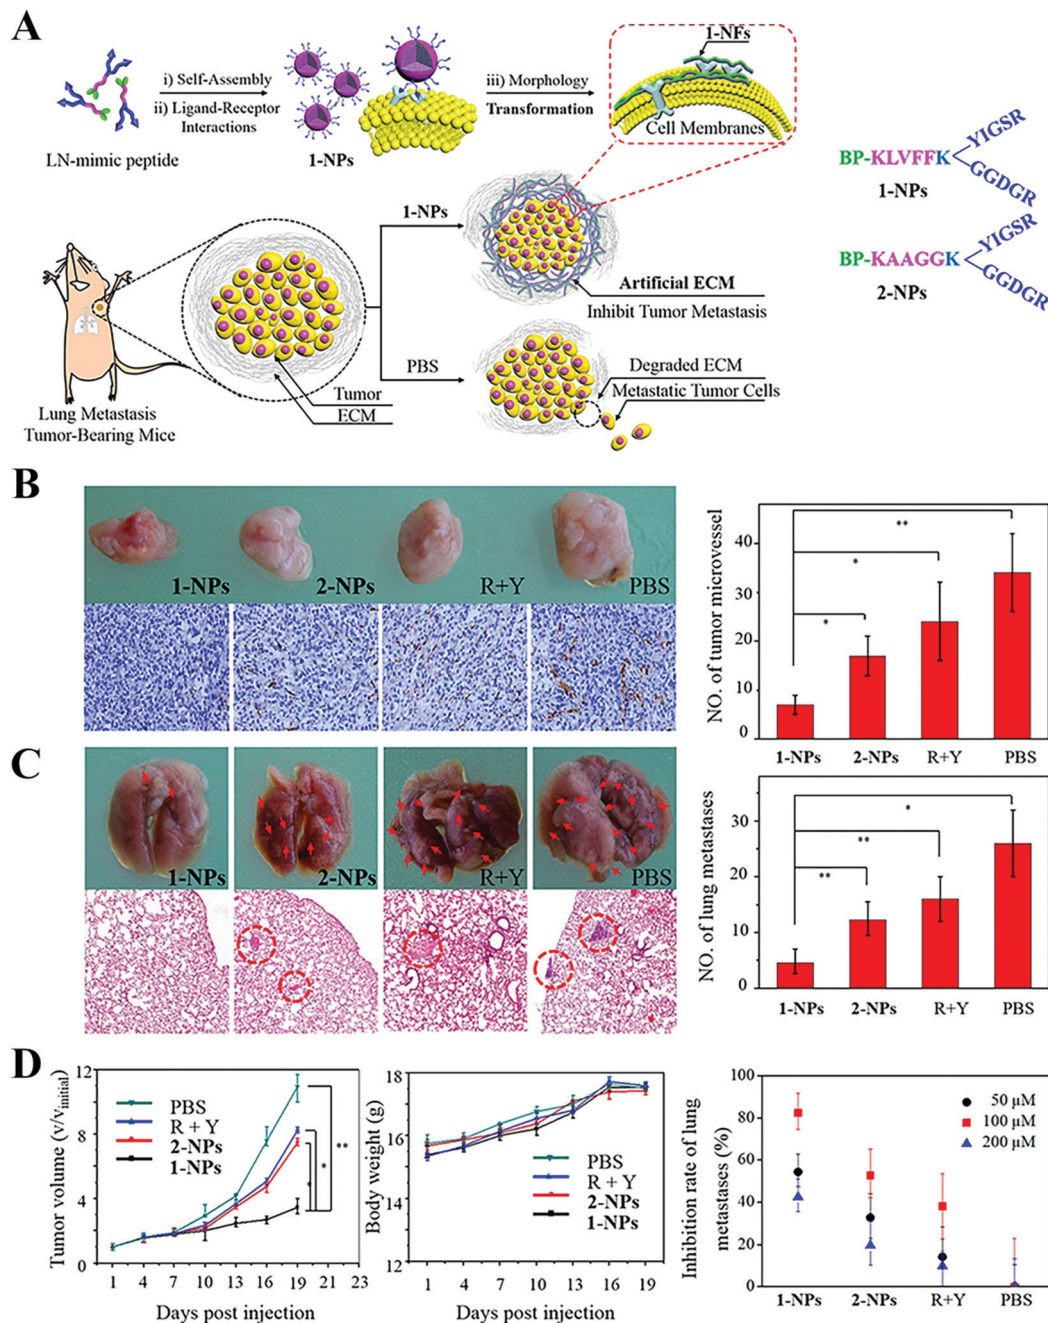 A
i) Self-Assembly
ii) Ligand-Receptor
Interactions
LN-mimic peptide
1-NPs
iii) Morphology
Transformation
1-NFs
Cell Membranes
BP-KLVFFK
YIGSR
GGDGR
1-NPs
BP-KAAGGK
YIGSR
GGDGR
2-NPs
1-NPs
Artificial ECM
Inhibit Tumor Metastasis
PBS
Degraded ECM
Metastatic Tumor Cells
Tumor
ECM
Lung Metastasis
Tumor-Bearing Mice
B
1-NPs
2-NPs
R+Y
PBS
NO. of tumor microvessel
40
30
20
10
0
**
*
*
1-NPs
2-NPs
R+Y
PBS
C
1-NPs
2-NPs
R+Y
PBS
NO. of lung metastases
30
20
10
0
*
**
**
1-NPs
2-NPs
R+Y
PBS
D
Tumor volume (v/vinitial)
12
8
4
0
PBS
R + Y
2-NPs
1-NPs
*
*
**
1 4 7 10 13 16 19 21 23
Days post injection
Body weight (g)
18
16
14
12
PBS
R + Y
2-NPs
1-NPs
1 4 7 10 13 16 19
Days post injection
Inhibition rate of lung
metastases (%)
100
80
60
40
20
0
50 µM
100 µM
200 µM
1-NPs
2-NPs
R+Y
PBS